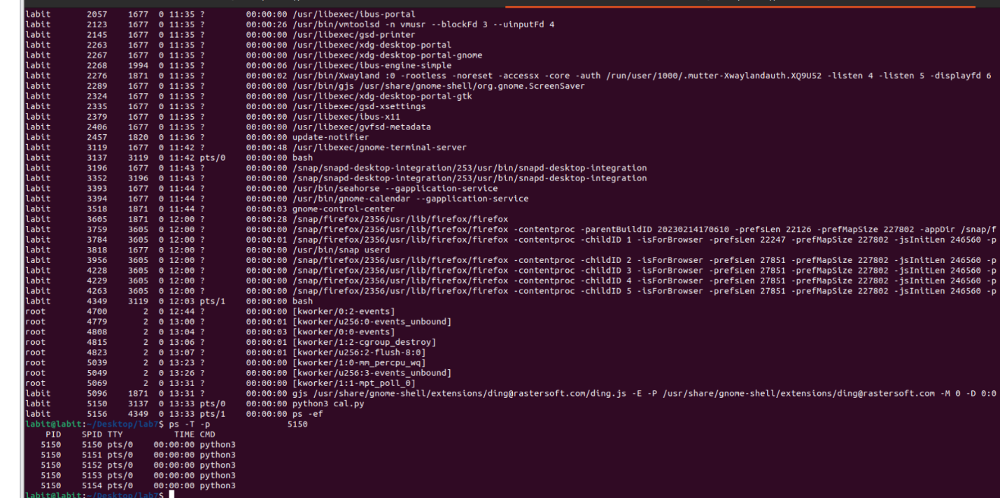 labit 2057 1677 0 11:35 ? 00:00:00 /usr/libexec/ibus-portal
labit 2123 1677 0 11:35 ? 00:00:26 /usr/bin/vmtoolsd -n vmusr --blockFd 3 --uinputFd 4
labit 2145 1677 0 11:35 ? 00:00:00 /usr/libexec/gsd-printer
labit 2263 1677 0 11:35 ? 00:00:00 /usr/libexec/xdg-desktop-portal
labit 2267 1677 0 11:35 ? 00:00:00 /usr/libexec/xdg-desktop-portal-gnome
labit 2268 1994 0 11:35 ? 00:00:06 /usr/libexec/ibus-engine-simple
labit 2276 1871 0 11:35 ? 00:00:02 /usr/bin/Xwayland :0 -rootless -noreset -accessx -core -auth /run/user/1000/.mutter-Xwaylandauth.XQ9U52 -listen 4 -listen 5 -displayfd 6
labit 2289 1677 0 11:35 ? 00:00:00 /usr/bin/gjs /usr/share/gnome-shell/org.gnome.ScreenSaver
labit 2324 1677 0 11:35 ? 00:00:00 /usr/libexec/xdg-desktop-portal-gtk
labit 2335 1677 0 11:35 ? 00:00:00 /usr/libexec/gsd-xsettings
labit 2379 1677 0 11:35 ? 00:00:00 /usr/libexec/ibus-x11
labit 2406 1677 0 11:35 ? 00:00:00 /usr/libexec/gvfsd-metadata
labit 2457 1820 0 11:36 ? 00:00:00 update-notifier
labit 3119 1677 0 11:42 ? 00:00:48 /usr/libexec/gnome-terminal-server
labit 3137 3119 0 11:42 pts/0 00:00:00 bash
labit 3196 1677 0 11:43 ? 00:00:00 /snap/snapd-desktop-integration/253/usr/bin/snapd-desktop-integration
labit 3352 3196 0 11:43 ? 00:00:00 /snap/snapd-desktop-integration/253/usr/bin/snapd-desktop-integration
labit 3393 1677 0 11:44 ? 00:00:00 /usr/bin/seahorse --gapplication-service
labit 3394 1677 0 11:44 ? 00:00:00 /usr/bin/gnome-calendar --gapplication-service
labit 3518 1871 0 11:44 ? 00:00:03 gnome-control-center
labit 3605 1871 0 12:00 ? 00:00:28 /snap/firefox/2356/usr/lib/firefox/firefox
labit 3759 3605 0 12:00 ? 00:00:00 /snap/firefox/2356/usr/lib/firefox/firefox -contentproc -parentBuildID 20230214170610 -prefsLen 22126 -prefMapSize 227802 -appDir /snap/f
labit 3784 3605 0 12:00 ? 00:00:01 /snap/firefox/2356/usr/lib/firefox/firefox -contentproc -childID 1 -isForBrowser -prefsLen 22247 -prefMapSize 227802 -jsInitLen 246560 -p
labit 3818 1677 0 12:00 ? 00:00:00 /usr/bin/snap userd
labit 3956 3605 0 12:00 ? 00:00:00 /snap/firefox/2356/usr/lib/firefox/firefox -contentproc -childID 2 -isForBrowser -prefsLen 27851 -prefMapSize 227802 -jsInitLen 246560 -p
labit 4228 3605 0 12:00 ? 00:00:00 /snap/firefox/2356/usr/lib/firefox/firefox -contentproc -childID 3 -isForBrowser -prefsLen 27851 -prefMapSize 227802 -jsInitLen 246560 -p
labit 4229 3605 0 12:00 ? 00:00:00 /snap/firefox/2356/usr/lib/firefox/firefox -contentproc -childID 4 -isForBrowser -prefsLen 27851 -prefMapSize 227802 -jsInitLen 246560 -p
labit 4263 3605 0 12:00 ? 00:00:00 /snap/firefox/2356/usr/lib/firefox/firefox -contentproc -childID 5 -isForBrowser -prefsLen 27851 -prefMapSize 227802 -jsInitLen 246560 -p
labit 4349 3119 0 12:03 pts/1 00:00:00 bash
root 4700 2 0 12:44 ? 00:00:00 [kworker/0:2-events]
root 4779 2 0 13:00 ? 00:00:01 [kworker/u256:0-events_unbound]
root 4808 2 0 13:04 ? 00:00:03 [kworker/0:0-events]
root 4815 2 0 13:06 ? 00:00:01 [kworker/1:2-cgroup_destroy]
root 4823 2 0 13:07 ? 00:00:01 [kworker/u256:2-flush-8:0]
root 5039 2 0 13:23 ? 00:00:00 [kworker/1:0-mm_percpu_wq]
root 5049 2 0 13:26 ? 00:00:00 [kworker/u256:3-events_unbound]
root 5069 2 0 13:31 ? 00:00:00 [kworker/1:1-mpt_poll_0]
labit 5096 1871 0 13:31 ? 00:00:00 gjs /usr/share/gnome-shell/extensions/ding@rastersoft.com/ding.js -E -P /usr/share/gnome-shell/extensions/ding@rastersoft.com -M 0 -D 0:0
labit 5150 3137 0 13:33 pts/0 00:00:00 python3 cal.py
labit 5156 4349 0 13:33 pts/1 00:00:00 ps -ef
labit@labit:~/Desktop/lab7$ ps -T -p 5150
PID SPID TTY TIME CMD
5150 5150 pts/0 00:00:00 python3
5150 5151 pts/0 00:00:00 python3
5150 5152 pts/0 00:00:00 python3
5150 5153 pts/0 00:00:00 python3
5150 5154 pts/0 00:00:00 python3
labit@labit:~/Desktop/lab7$